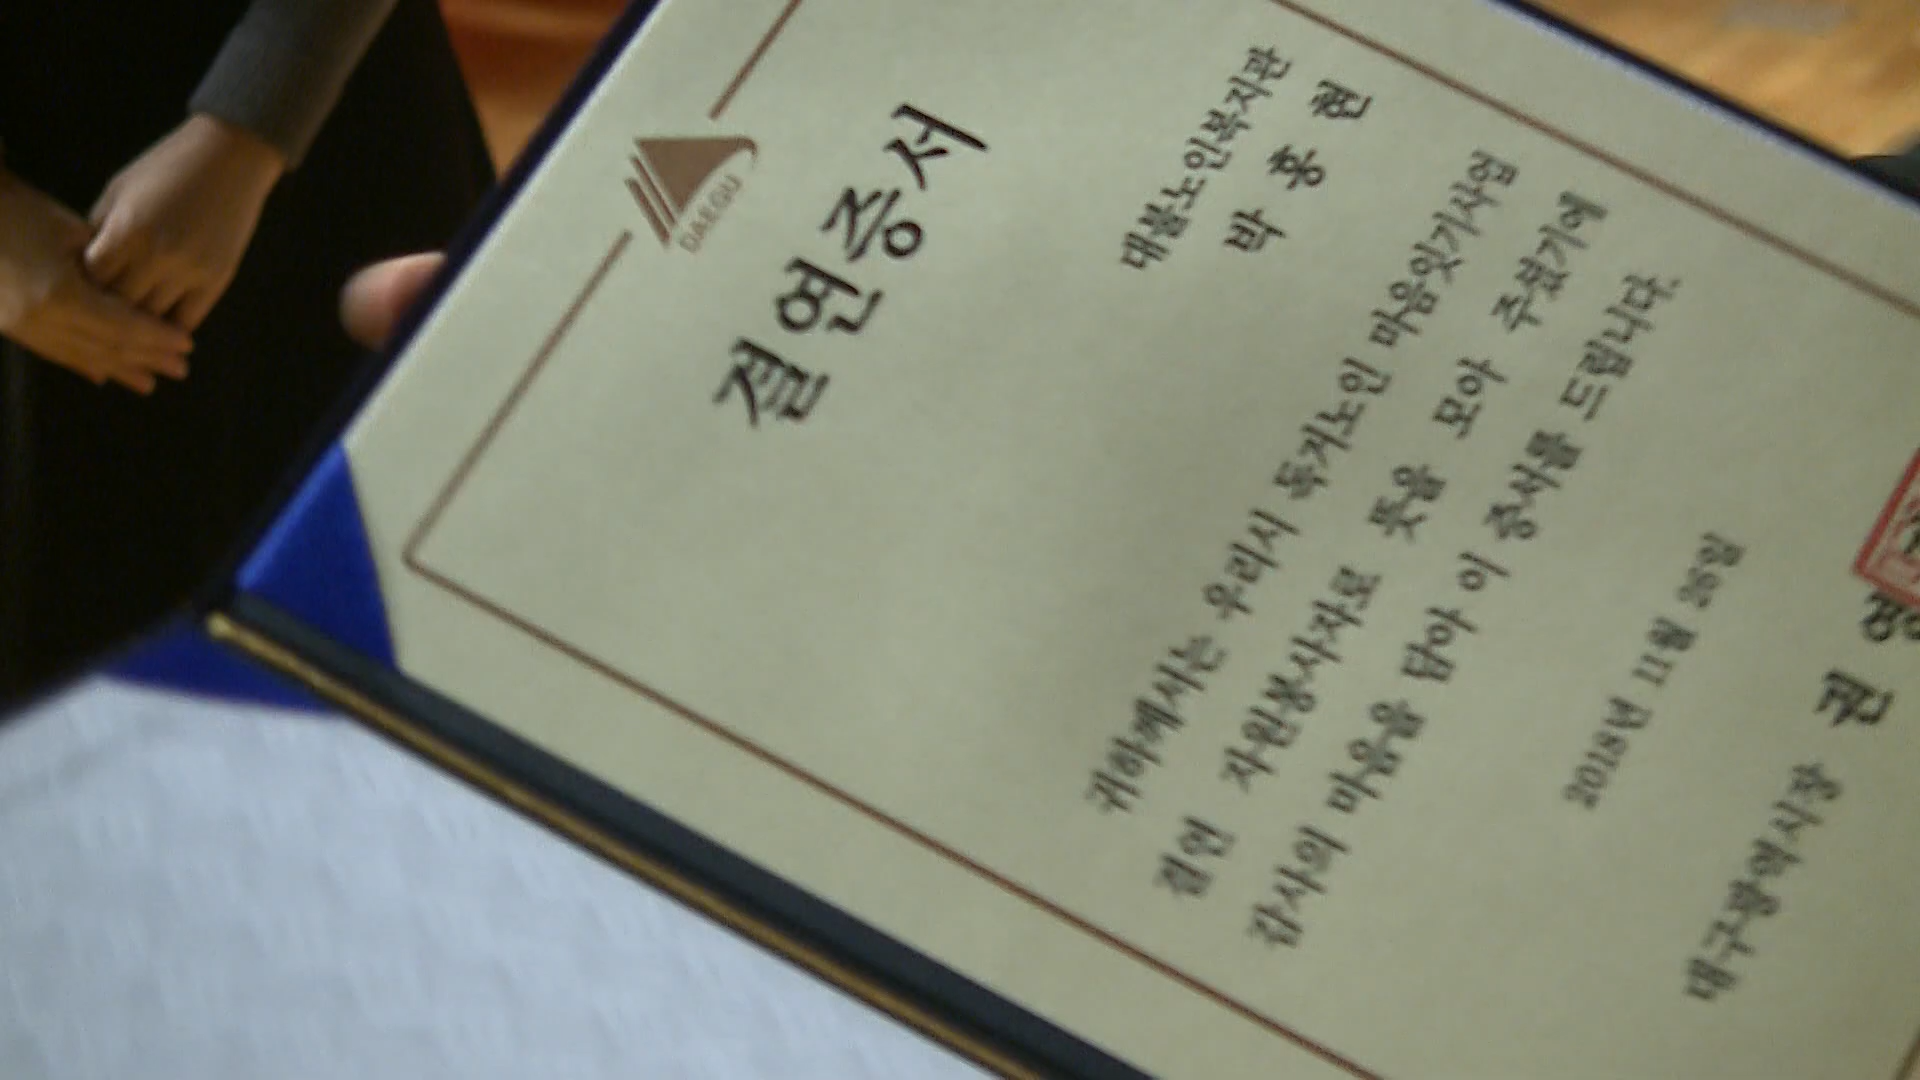 DAEGU
결연증서
대불노인복지관
박 홍 현
귀하께서는 우리시 독거노인 마음잇기사업
결연 자원봉사자로 뜻을 모아 주셨기에
감사의 마음을 담아 이 증서를 드립니다.
2018년 11월 26일
대구광역시장 권 영